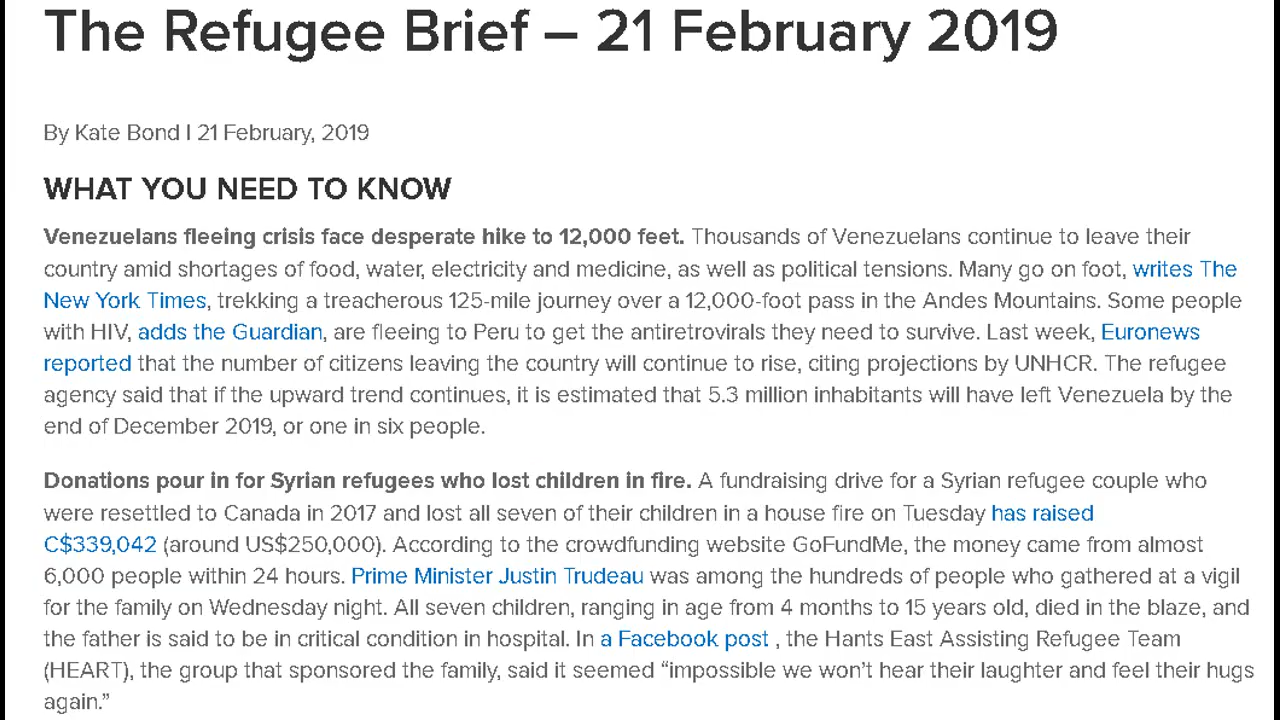 The Refugee Brief – 21 February 2019
By Kate Bond I 21 February, 2019
WHAT YOU NEED TO KNOW
Venezuelans fleeing crisis face desperate hike to 12,000 feet. Thousands of Venezuelans continue to leave their
country amid shortages of food, water, electricity and medicine, as well as political tensions. Many go on foot, writes The
New York Times, trekking a treacherous 125-mile journey over a 12,000-foot pass in the Andes Mountains. Some people
with HIV, adds the Guardian, are fleeing to Peru to get the antiretrovirals they need to survive. Last week, Euronews
reported that the number of citizens leaving the country will continue to rise, citing projections by UNHCR. The refugee
agency said that if the upward trend continues, it is estimated that 5.3 million inhabitants will have left Venezuela by the
end of December 2019, or one in six people.
Donations pour in for Syrian refugees who lost children in fire. A fundraising drive for a Syrian refugee couple who
were resettled to Canada in 2017 and lost all seven of their children in a house fire on Tuesday has raised
C$339,042 (around US$250,000). According to the crowdfunding website GoFundMe, the money came from almost
6,000 people within 24 hours. Prime Minister Justin Trudeau was among the hundreds of people who gathered at a vigil
for the family on Wednesday night. All seven children, ranging in age from 4 months to 15 years old, died in the blaze, and
the father is said to be in critical condition in hospital. In a Facebook post , the Hants East Assisting Refugee Team
(HEART), the group that sponsored the family, said it seemed “impossible we won’t hear their laughter and feel their hugs
again.”